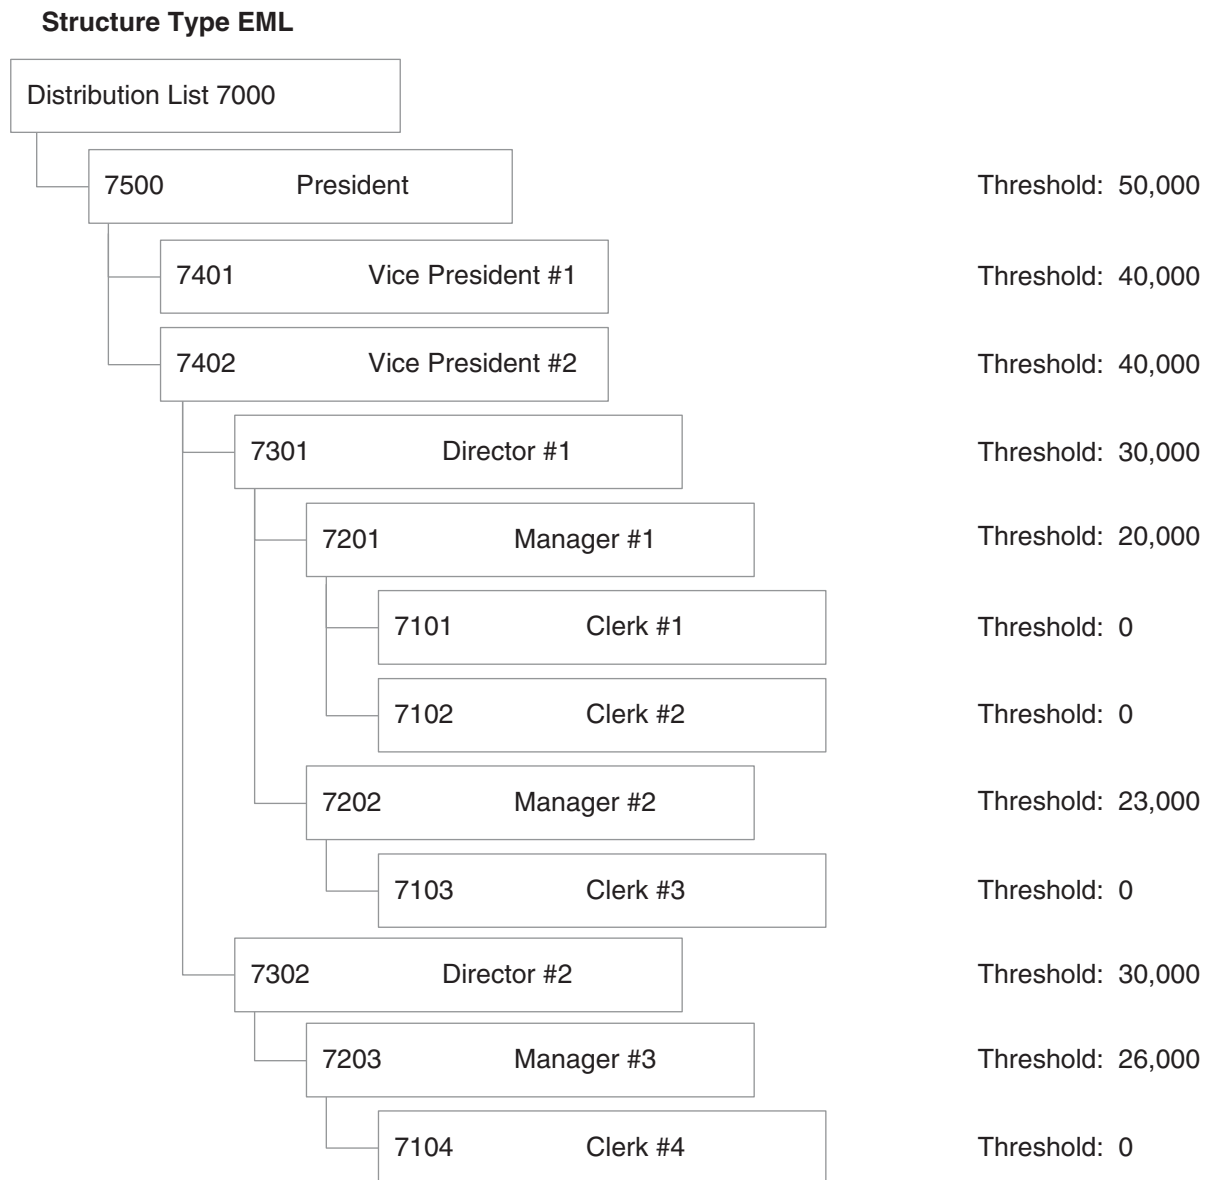 Structure Type EML
Distribution List 7000
7500 President Threshold: 50,000
7401 Vice President #1 Threshold: 40,000
7402 Vice President #2 Threshold: 40,000
7301 Director #1 Threshold: 30,000
7201 Manager #1 Threshold: 20,000
7101 Clerk #1 Threshold: 0
7102 Clerk #2 Threshold: 0
7202 Manager #2 Threshold: 23,000
7103 Clerk #3 Threshold: 0
7302 Director #2 Threshold: 30,000
7203 Manager #3 Threshold: 26,000
7104 Clerk #4 Threshold: 0